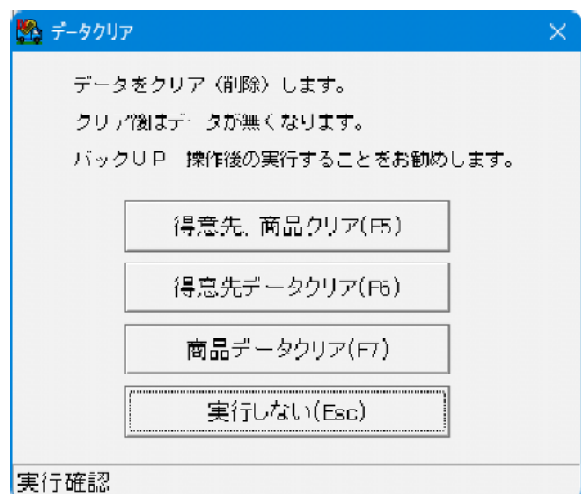 データクリア
データをクリア（削除）します。
クリア後はデータが無くなります。
バックＵＰ 操作後の実行することをお勧めします。
得意先，商品クリア(F5)
得意先データクリア(F6)
商品データクリア(F7)
実行しない(Esc)
実行確認